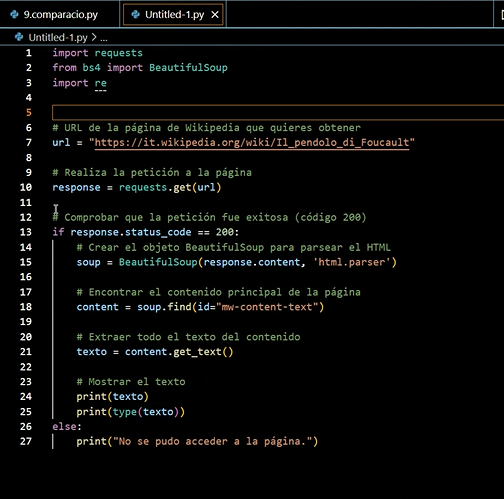 9.comparacio.py
Untitled-1.py
Untitled-1.py > ...
1 import requests
2 from bs4 import BeautifulSoup
3 import re
4
5
6 # URL de la página de Wikipedia que quieres obtener
7 url = "https://it.wikipedia.org/wiki/Il_pendolo_di_Foucault"
8
9 # Realiza la petición a la página
10 response = requests.get(url)
11
12 # Comprobar que la petición fue exitosa (código 200)
13 if response.status_code == 200:
14     # Crear el objeto BeautifulSoup para parsear el HTML
15     soup = BeautifulSoup(response.content, 'html.parser')
16
17     # Encontrar el contenido principal de la página
18     content = soup.find(id="mw-content-text")
19
20     # Extraer todo el texto del contenido
21     texto = content.get_text()
22
23     # Mostrar el texto
24     print(texto)
25     print(type(texto))
26 else:
27     print("No se pudo acceder a la página.")